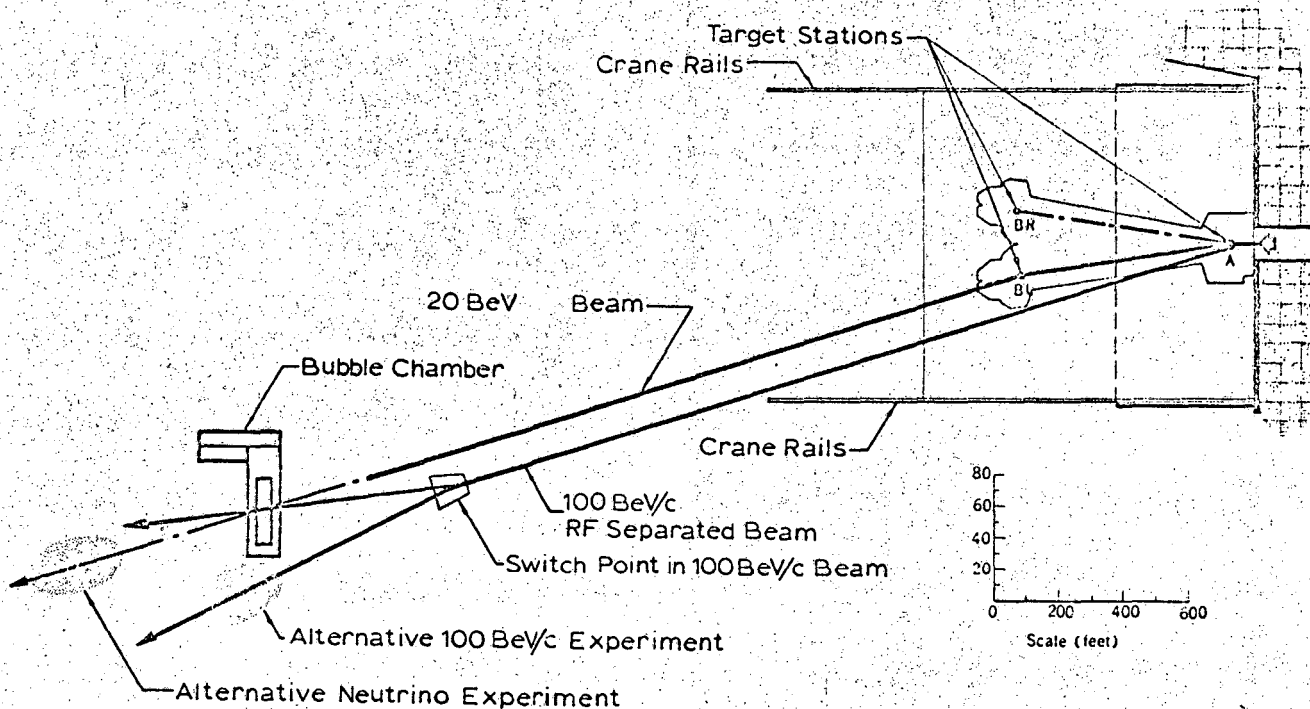 Target Stations
Crane Rails
BR
A
BL
20 BeV Beam
Bubble Chamber
Crane Rails
100 BeV/c
RF Separated Beam
Switch Point in 100 BeV/c Beam
80
60
40
20
0 200 400 600
Scale (feet)
Alternative 100 BeV/c Experiment
Alternative Neutrino Experiment